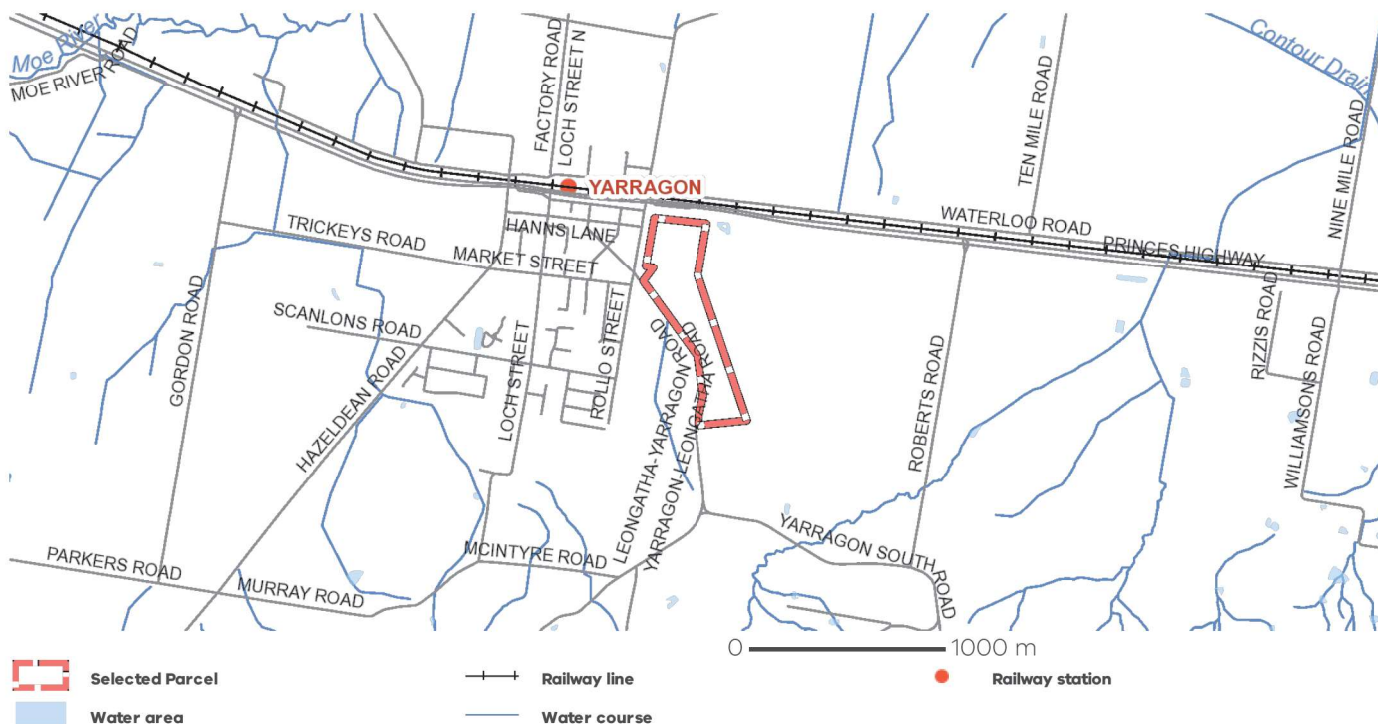 Moe River
MOE RIVER ROAD
FACTORY ROAD
LOCH STREET N
TEN MILE ROAD
Contour Drain
NINE MILE ROAD
YARRAGON
WATERLOO ROAD
PRINCES HIGHWAY
TRICKEYS ROAD
HANNS LANE
MARKET STREET
GORDON ROAD
SCANLONS ROAD
HAZELDEAN ROAD
LOCH STREET
ROLLO STREET
LEONGATHA-YARRAGON ROAD
YARRAGON-LEONGATHA ROAD
ROBERTS ROAD
RIZZIS ROAD
WILLIAMSONS ROAD
YARRAGON SOUTH ROAD
PARKERS ROAD
MURRAY ROAD
MCINTYRE ROAD
0 1000 m
Selected Parcel
Railway line
Railway station
Water area
Water course